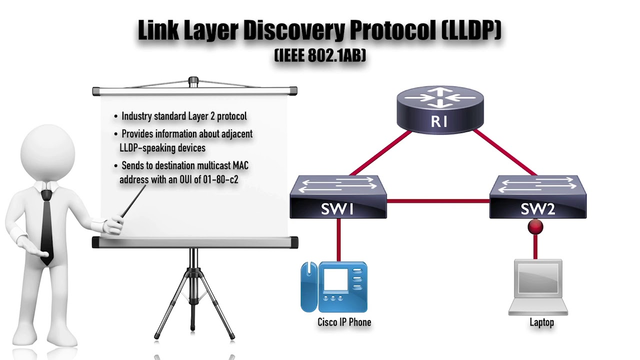 Link Layer Discovery Protocol (LLDP)
(IEEE 802.1AB)
• Industry standard Layer 2 protocol
• Provides information about adjacent
LLDP-speaking devices
• Sends to destination multicast MAC
address with an OUI of 01-80-c2
R1
SW1
SW2
Cisco IP Phone
Laptop